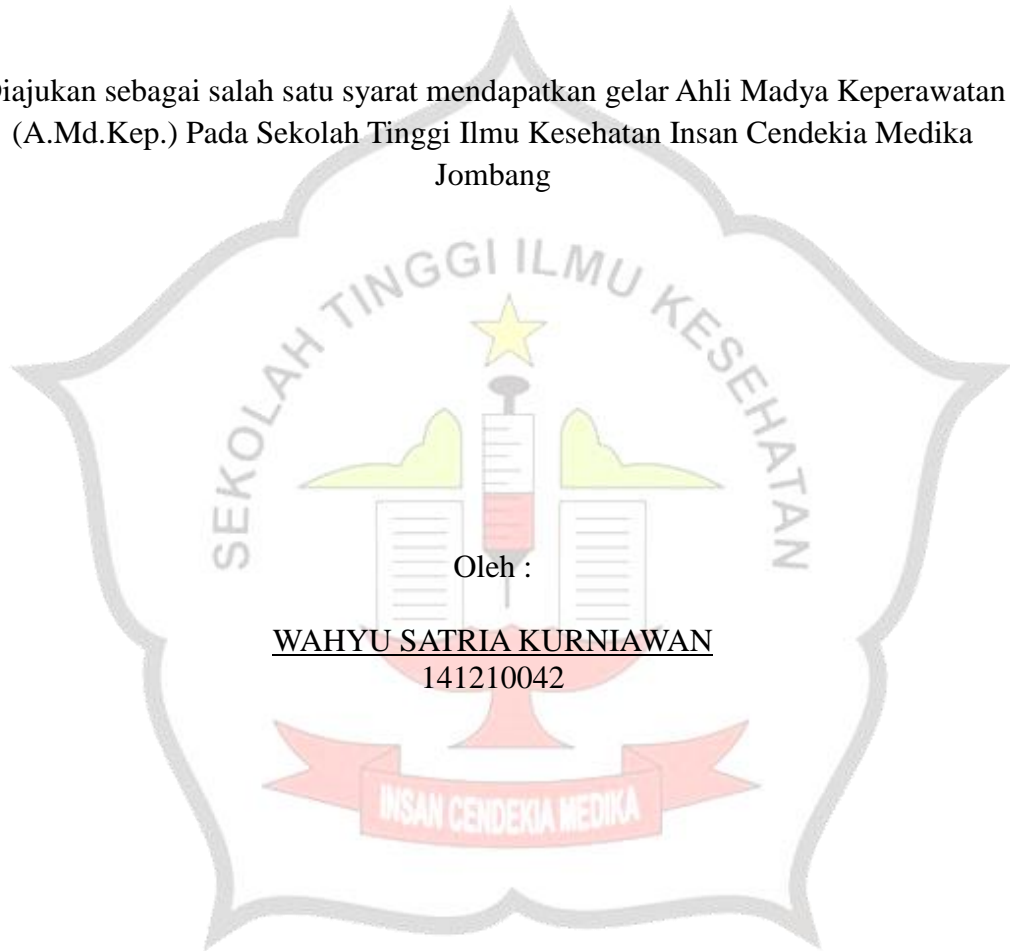 Diajukan sebagai salah satu syarat mendapatkan gelar Ahli Madya Keperawatan
(A.Md.Kep.) Pada Sekolah Tinggi Ilmu Kesehatan Insan Cendekia Medika
Jombang
SEKOLAH TINGGI ILMU KESEHATAN
Oleh :
WAHYU SATRIA KURNIAWAN
141210042
INSAN CENDEKIA MEDIKA